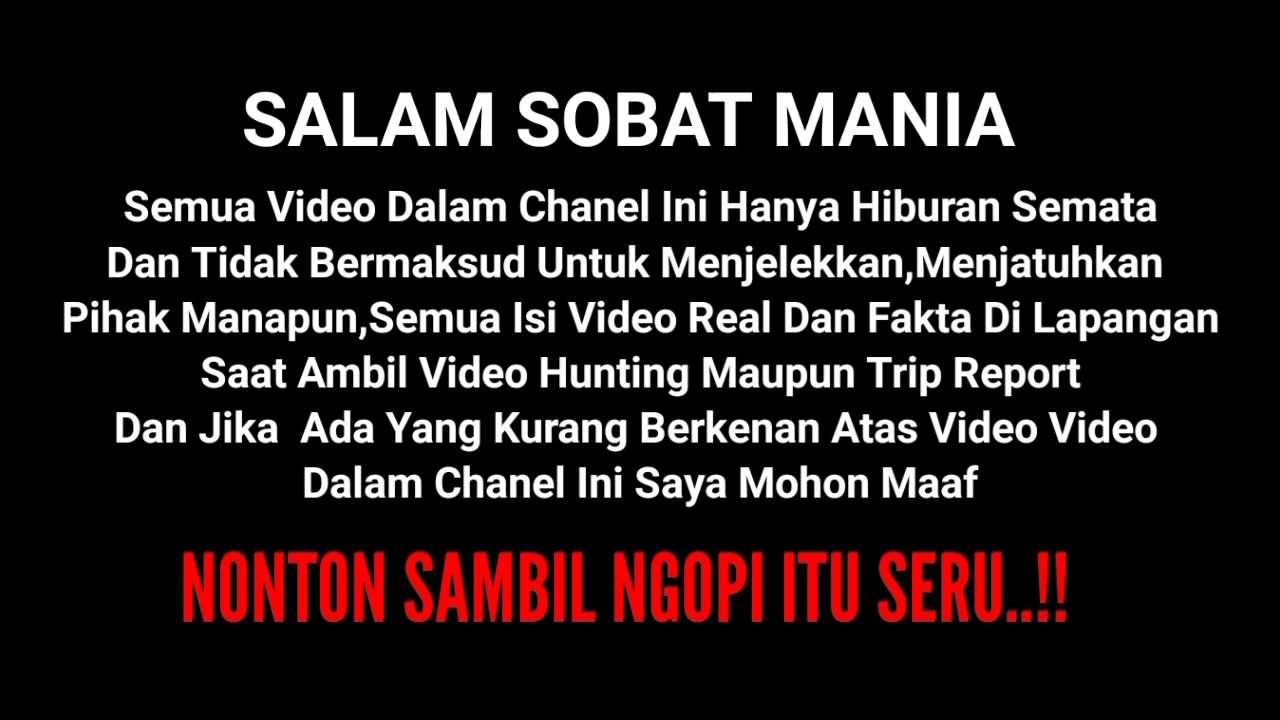 SALAM SOBAT MANIA
Semua Video Dalam Chanel Ini Hanya Hiburan Semata
Dan Tidak Bermaksud Untuk Menjelekkan,Menjatuhkan
Pihak Manapun,Semua Isi Video Real Dan Fakta Di Lapangan
Saat Ambil Video Hunting Maupun Trip Report
Dan Jika  Ada Yang Kurang Berkenan Atas Video Video
Dalam Chanel Ini Saya Mohon Maaf
NONTON SAMBIL NGOPI ITU SERU..!!